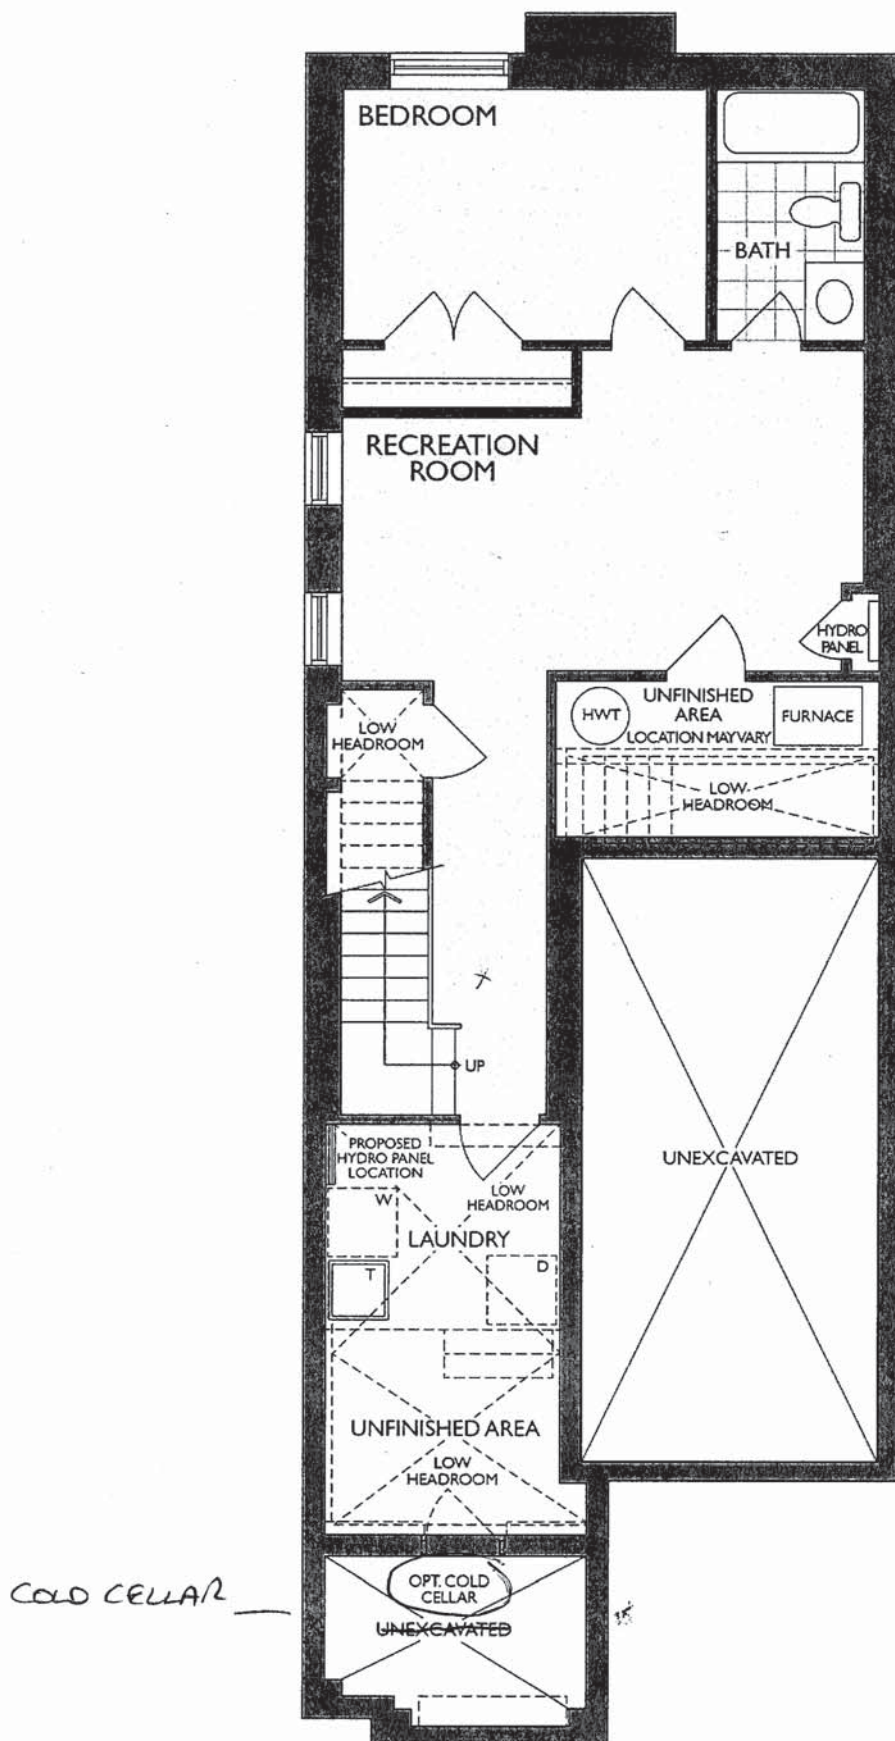 BEDROOM
BATH
RECREATION
ROOM
HYDRO
PANEL
LOW
HEADROOM
HWT
UNFINISHED
AREA
LOCATION MAY VARY
FURNACE
LOW
HEADROOM
UP
UNEXCAVATED
PROPOSED
HYDRO PANEL
LOCATION
W
LOW
HEADROOM
LAUNDRY
T
D
UNFINISHED AREA
LOW
HEADROOM
COLD CELLAR
OPT. COLD
CELLAR
UNEXCAVATED